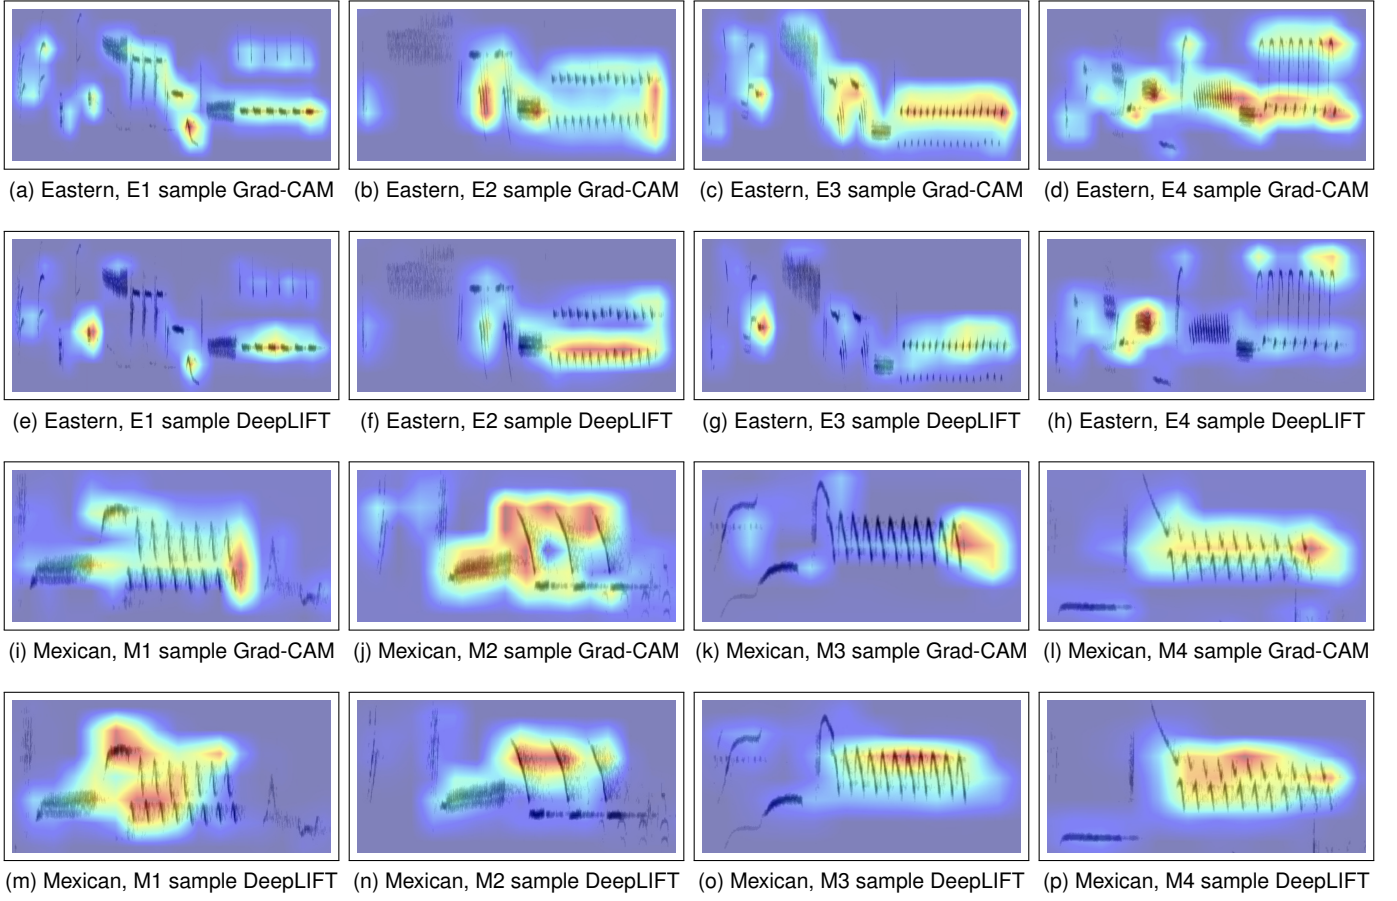 (a) Eastern, E1 sample Grad-CAM
(b) Eastern, E2 sample Grad-CAM
(c) Eastern, E3 sample Grad-CAM
(d) Eastern, E4 sample Grad-CAM
(e) Eastern, E1 sample DeepLIFT
(f) Eastern, E2 sample DeepLIFT
(g) Eastern, E3 sample DeepLIFT
(h) Eastern, E4 sample DeepLIFT
(i) Mexican, M1 sample Grad-CAM
(j) Mexican, M2 sample Grad-CAM
(k) Mexican, M3 sample Grad-CAM
(l) Mexican, M4 sample Grad-CAM
(m) Mexican, M1 sample DeepLIFT
(n) Mexican, M2 sample DeepLIFT
(o) Mexican, M3 sample DeepLIFT
(p) Mexican, M4 sample DeepLIFT